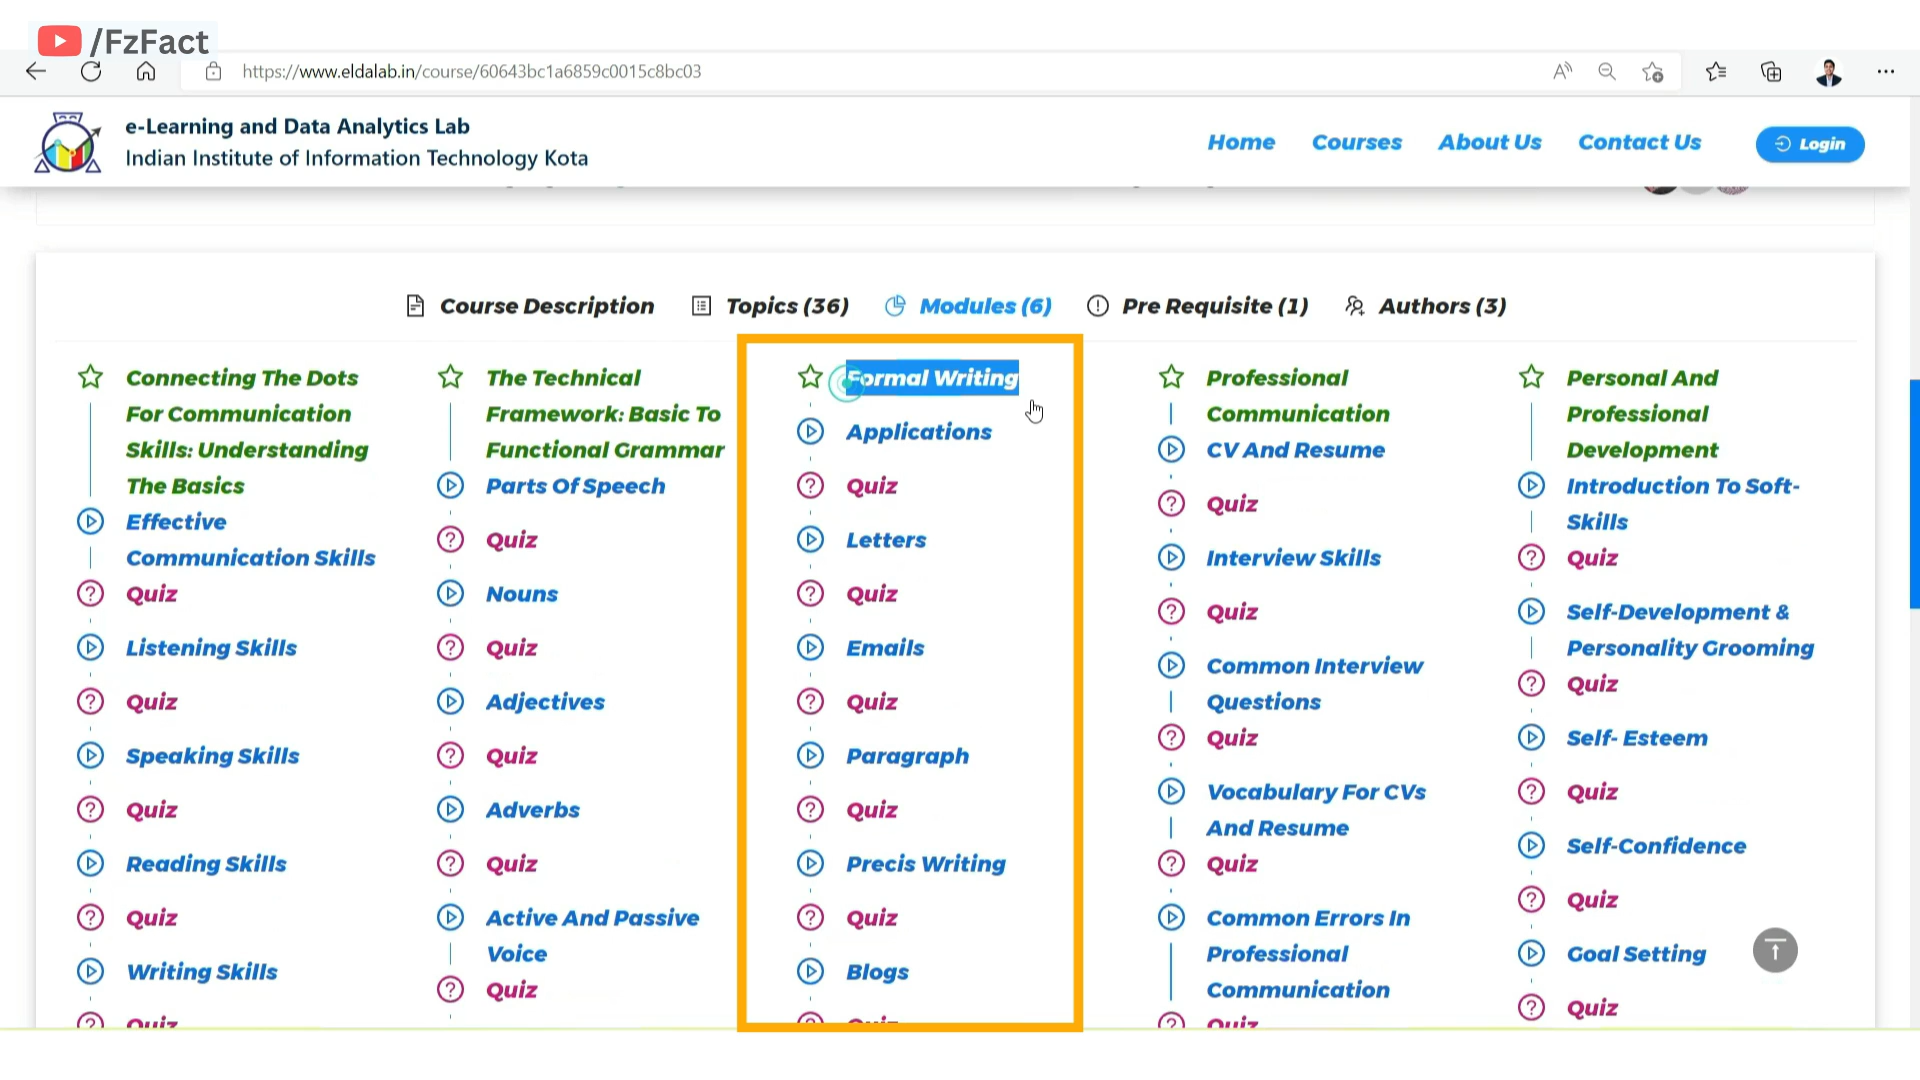 /FzFact
https://www.eldalab.in/course/60643bc1a6859c0015c8bc03
e-Learning and Data Analytics Lab
Indian Institute of Information Technology Kota
Home
Courses
About Us
Contact Us
Login
Course Description
Topics (36)
Modules (6)
Pre Requisite (1)
Authors (3)
Connecting The Dots
For Communication
Skills: Understanding
The Basics
Effective
Communication Skills
Quiz
Listening Skills
Quiz
Speaking Skills
Quiz
Reading Skills
Quiz
Writing Skills
Quiz
The Technical
Framework: Basic To
Functional Grammar
Parts Of Speech
Quiz
Nouns
Quiz
Adjectives
Quiz
Adverbs
Quiz
Active And Passive
Voice
Quiz
Formal Writing
Applications
Quiz
Letters
Quiz
Emails
Quiz
Paragraph
Quiz
Precis Writing
Quiz
Blogs
Quiz
Professional
Communication
CV And Resume
Quiz
Interview Skills
Quiz
Common Interview
Questions
Quiz
Vocabulary For CVs
And Resume
Quiz
Common Errors In
Professional
Communication
Quiz
Personal And
Professional
Development
Introduction To Soft-
Skills
Quiz
Self-Development &
Personality Grooming
Quiz
Self- Esteem
Quiz
Self-Confidence
Quiz
Goal Setting
Quiz